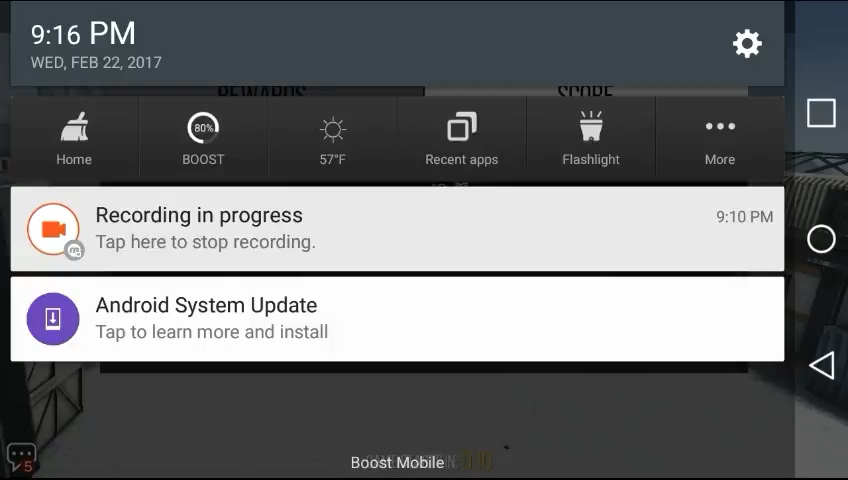 9:16 PM
WED, FEB 22, 2017
REWARDS
SCORE
Home
80%
BOOST
57°F
Recent apps
Flashlight
More
Recording in progress
9:10 PM
Tap here to stop recording.
Android System Update
Tap to learn more and install
5
Boost Mobile